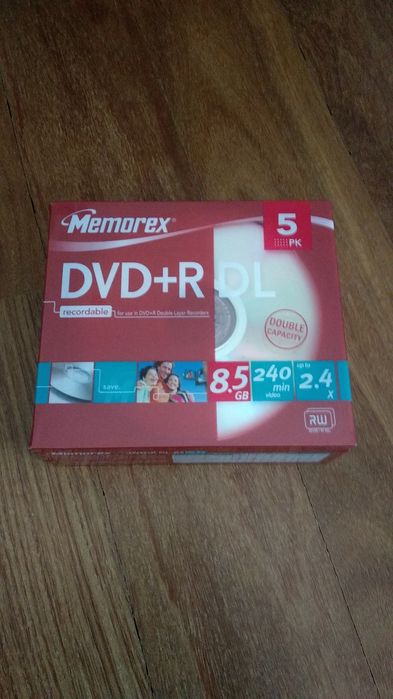 Memorex®
5
PK
DVD+R DL
recordable
for use in DVD+R Double Layer Recorders
DOUBLE
CAPACITY
save.
8.5
GB
240
min
video
up to
2.4
X
RW
Memorex